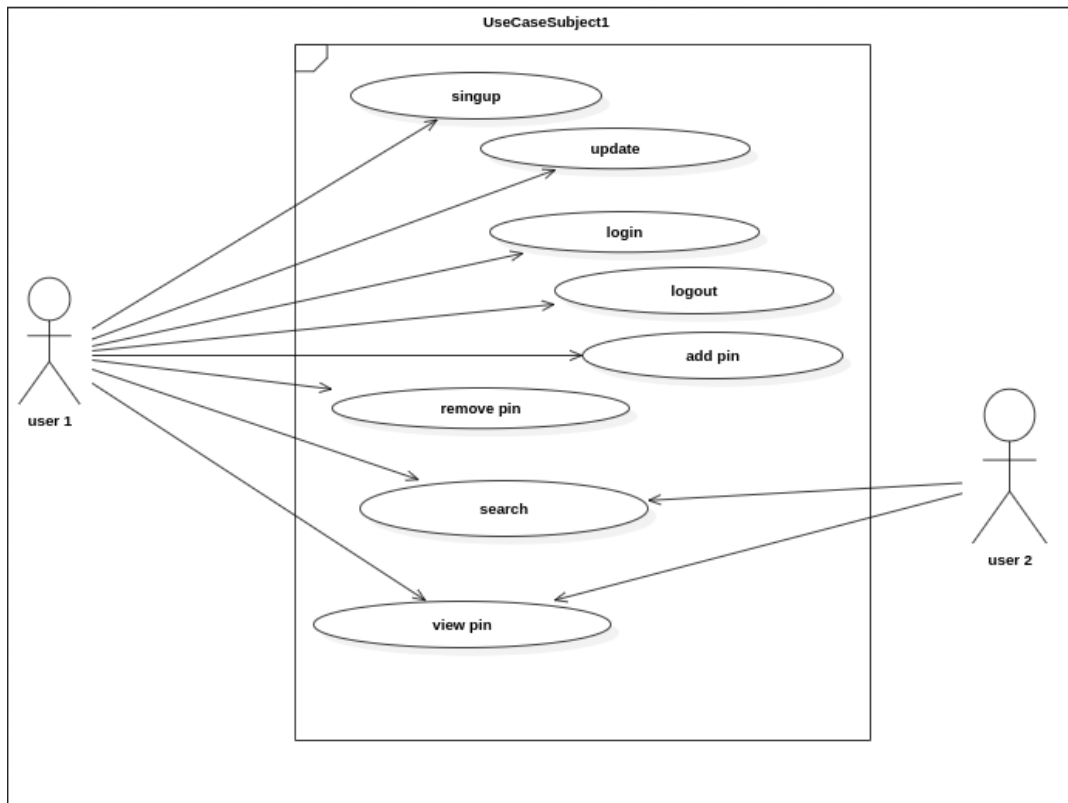 UseCaseSubject1
singup
update
login
logout
add pin
remove pin
user 1
search
user 2
view pin